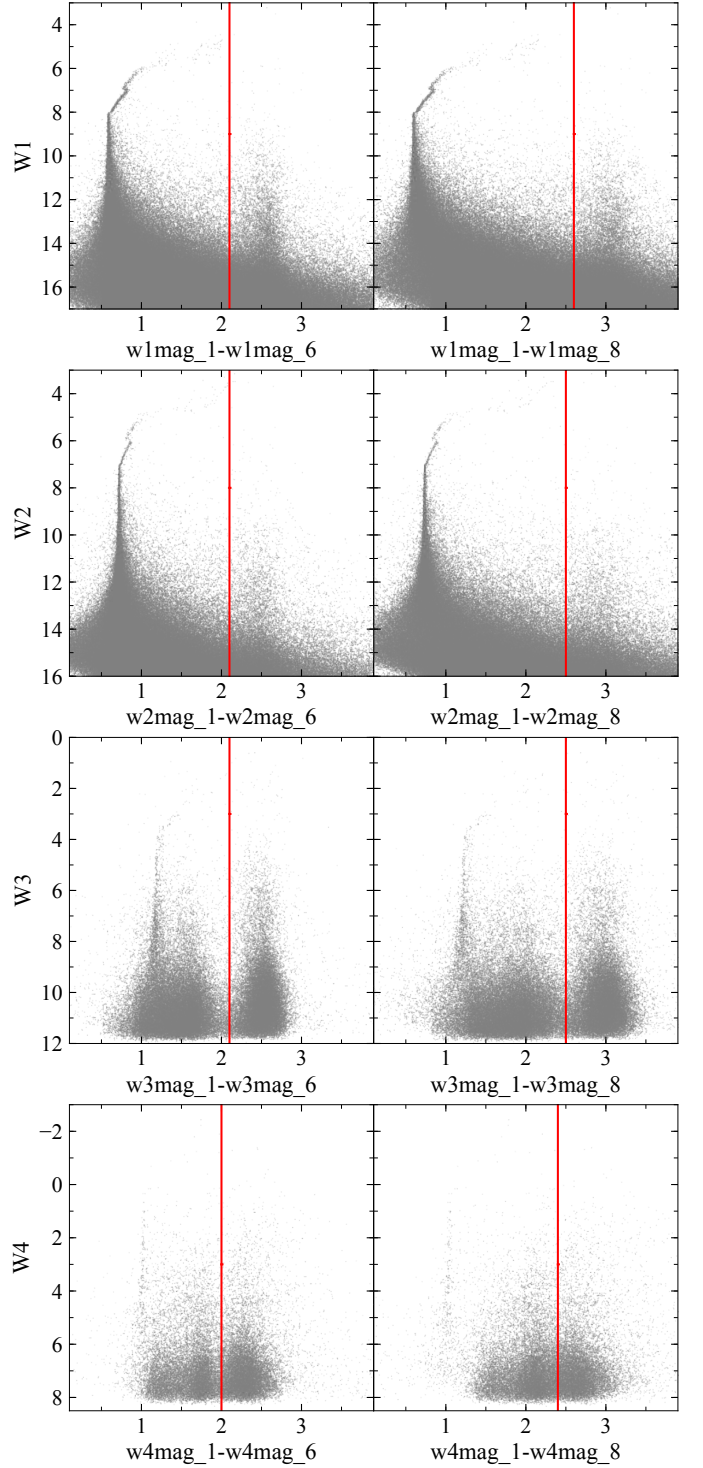 4
6
8
10
12
14
16
W1
1 2 3 1 2 3
w1mag_1-w1mag_6 w1mag_1-w1mag_8
4
6
8
10
12
14
16
W2
1 2 3 1 2 3
w2mag_1-w2mag_6 w2mag_1-w2mag_8
0
2
4
6
8
10
12
W3
1 2 3 1 2 3
w3mag_1-w3mag_6 w3mag_1-w3mag_8
−2
0
2
4
6
8
W4
1 2 3 1 2 3
w4mag_1-w4mag_6 w4mag_1-w4mag_8